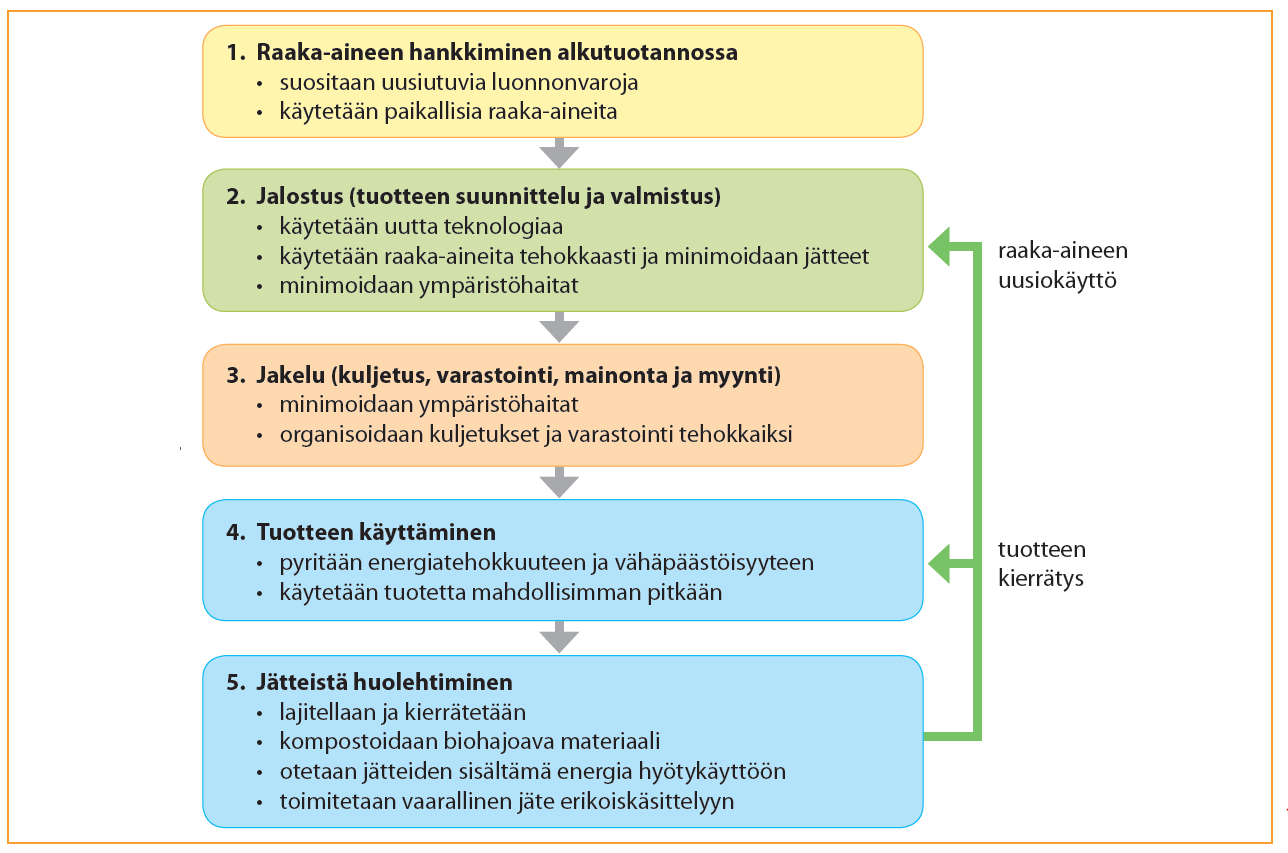 1. Raaka-aineen hankkiminen alkutuotannossa
• suositaan uusiutuvia luonnonvaroja
• käytetään paikallisia raaka-aineita
2. Jalostus (tuotteen suunnittelu ja valmistus)
• käytetään uutta teknologiaa
• käytetään raaka-aineita tehokkaasti ja minimoidaan jätteet
• minimoidaan ympäristöhaitat
raaka-aineen
uusiokäyttö
3. Jakelu (kuljetus, varastointi, mainonta ja myynti)
• minimoidaan ympäristöhaitat
• organisoidaan kuljetukset ja varastointi tehokkaiksi
4. Tuotteen käyttäminen
• pyritään energiatehokkuuteen ja vähäpäästöisyyteen
• käytetään tuotetta mahdollisimman pitkään
tuotteen
kierrätys
5. Jätteistä huolehtiminen
• lajitellaan ja kierrätetään
• kompostoidaan biohajoava materiaali
• otetaan jätteiden sisältämä energia hyötykäyttöön
• toimitetaan vaarallinen jäte erikoiskäsittelyyn